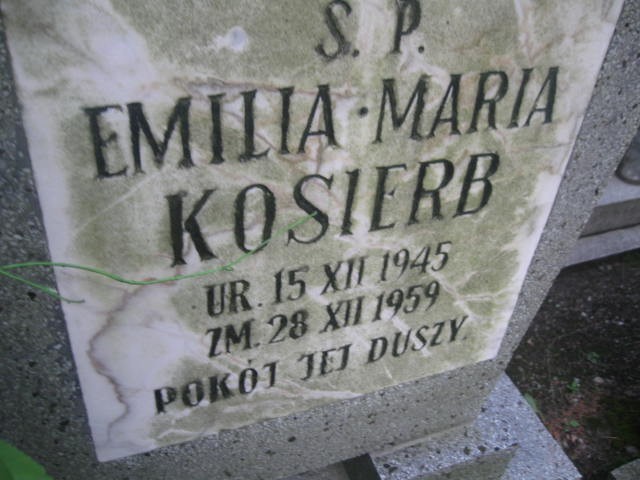 S. P.
EMILIA · MARIA
KOSIERB
UR. 15 XII 1945
ZM. 28 XII 1959
POKÓJ JEJ DUSZY.